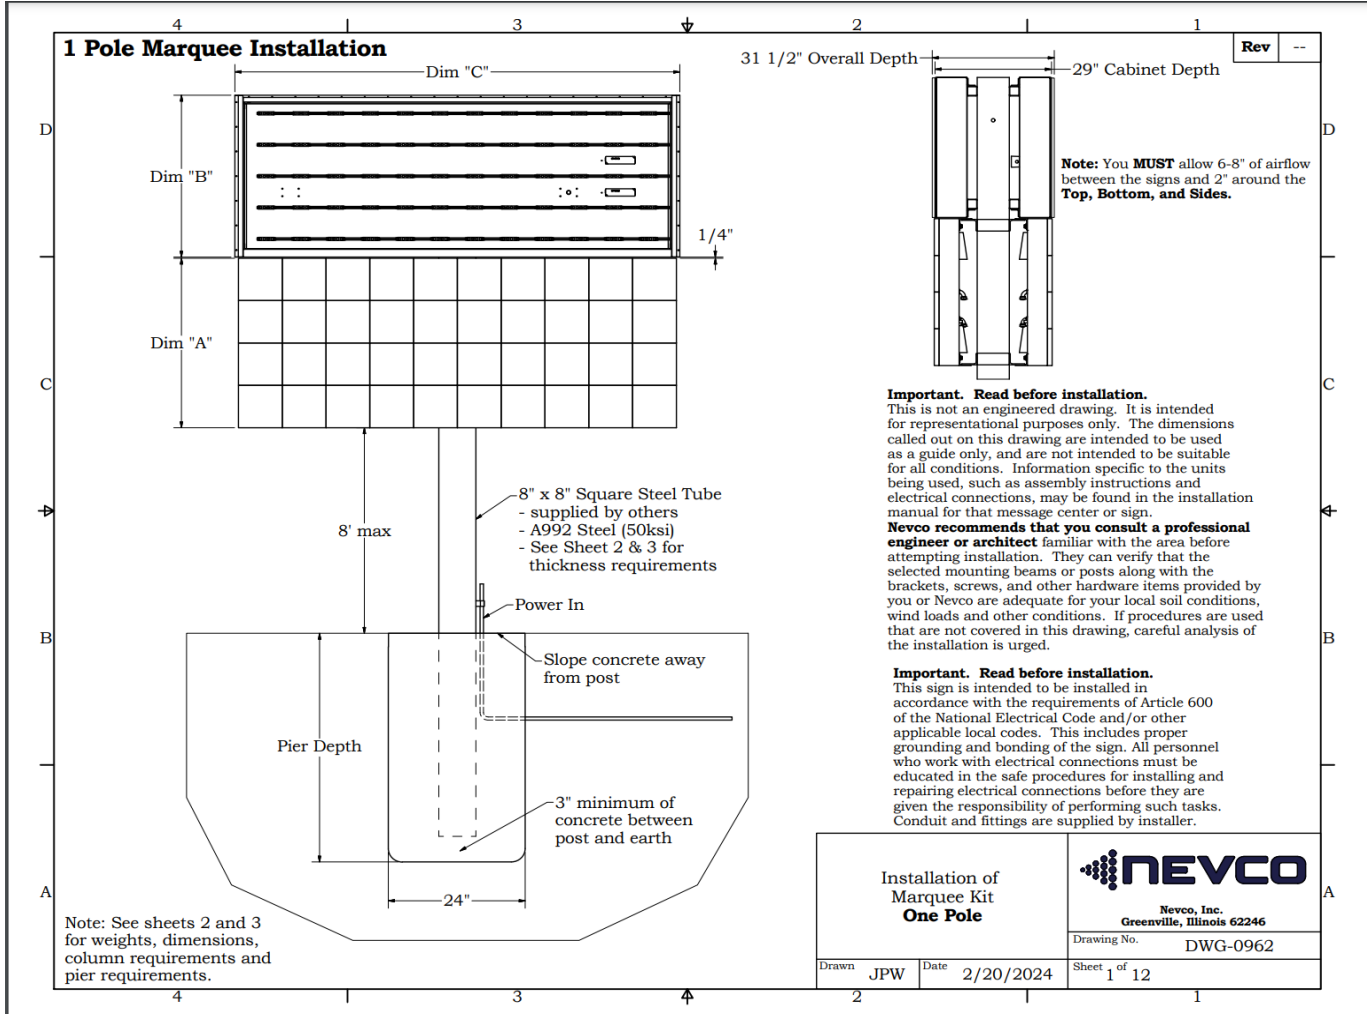 4 3 2 1
1 Pole Marquee Installation
Rev --
Dim "C"
31 1/2" Overall Depth
29" Cabinet Depth
D D
Dim "B"
Note: You MUST allow 6-8" of airflow
between the signs and 2" around the
Top, Bottom, and Sides.
1/4"
Dim "A"
C C
Important. Read before installation.
This is not an engineered drawing. It is intended
for representational purposes only. The dimensions
called out on this drawing are intended to be used
as a guide only, and are not intended to be suitable
for all conditions. Information specific to the units
being used, such as assembly instructions and
electrical connections, may be found in the installation
manual for that message center or sign.
Nevco recommends that you consult a professional
engineer or architect familiar with the area before
attempting installation. They can verify that the
selected mounting beams or posts along with the
brackets, screws, and other hardware items provided by
you or Nevco are adequate for your local soil conditions,
wind loads and other conditions. If procedures are used
that are not covered in this drawing, careful analysis of
the installation is urged.
8' max
8" x 8" Square Steel Tube
- supplied by others
- A992 Steel (50ksi)
- See Sheet 2 & 3 for
thickness requirements
Power In
B B
Slope concrete away
from post
Important. Read before installation.
This sign is intended to be installed in
accordance with the requirements of Article 600
of the National Electrical Code and/or other
applicable local codes. This includes proper
grounding and bonding of the sign. All personnel
who work with electrical connections must be
educated in the safe procedures for installing and
repairing electrical connections before they are
given the responsibility of performing such tasks.
Conduit and fittings are supplied by installer.
Pier Depth
3" minimum of
concrete between
post and earth
24"
A A
Note: See sheets 2 and 3
for weights, dimensions,
column requirements and
pier requirements.
Installation of
Marquee Kit
One Pole
NEVCO
Nevco, Inc.
Greenville, Illinois 62246
Drawing No. DWG-0962
Drawn JPW Date 2/20/2024 Sheet 1 of 12
4 3 2 1